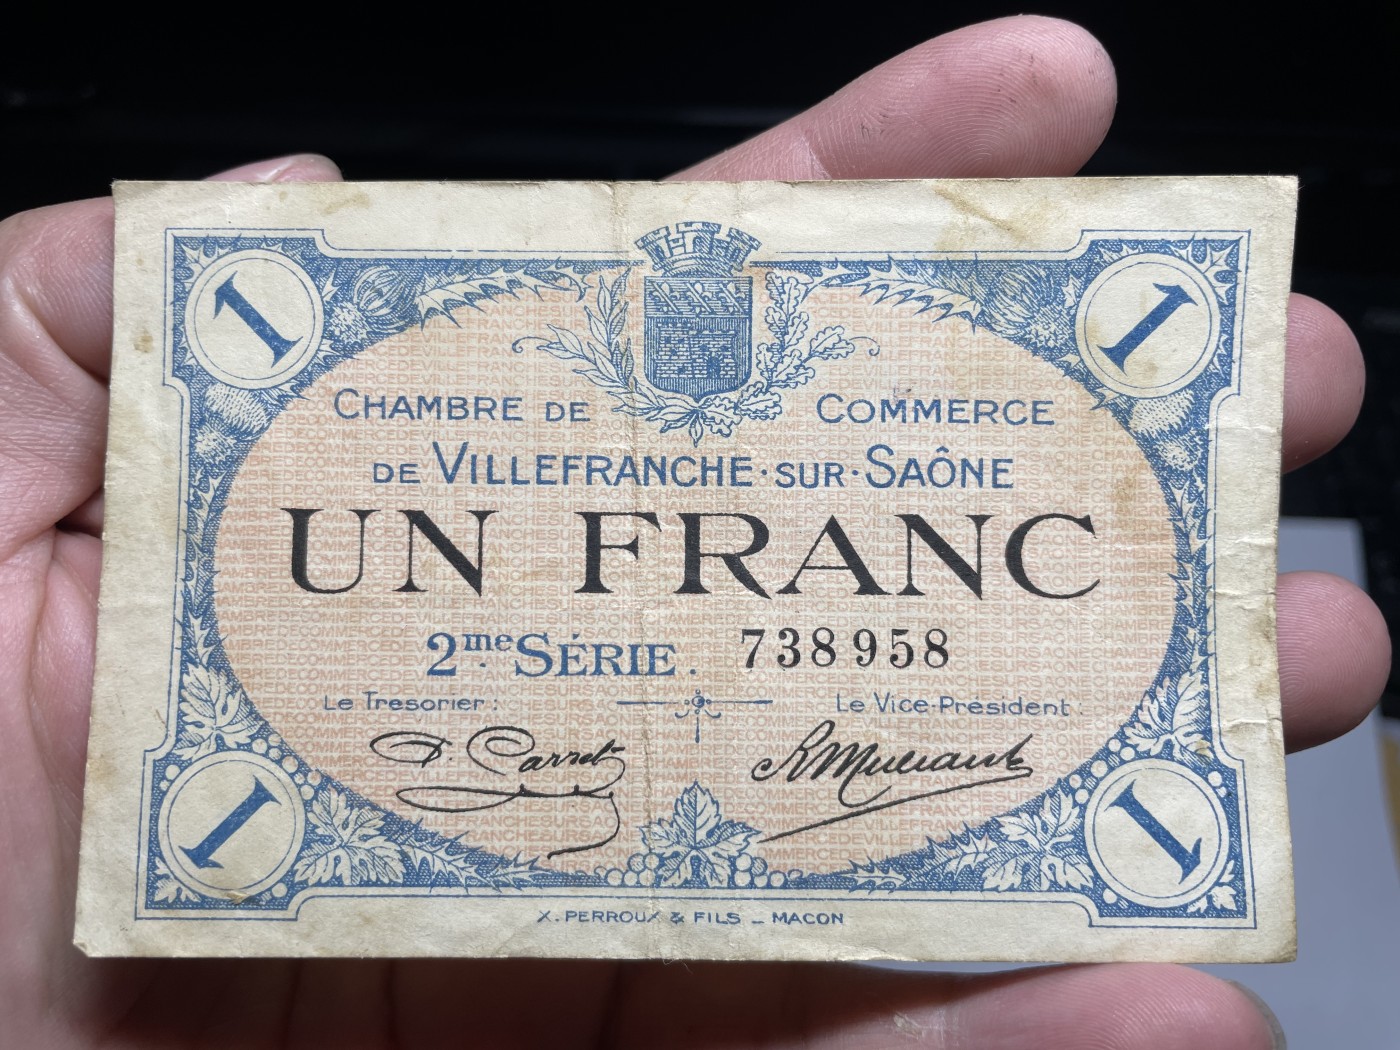 1 1
CHAMBRE DE COMMERCE
DE VILLEFRANCHE·SUR·SAÔNE
UN FRANC
2me SÉRIE. 738958
Le Tresorier : Le Vice-Président :
1 1
X. PERROUX & FILS _ MACON